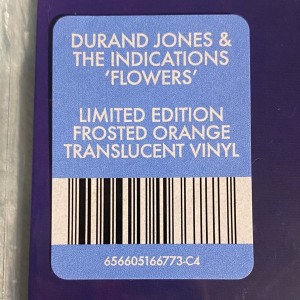 DURAND JONES &
THE INDICATIONS
‘FLOWERS’
LIMITED EDITION
FROSTED ORANGE
TRANSLUCENT VINYL
656605166773-C4